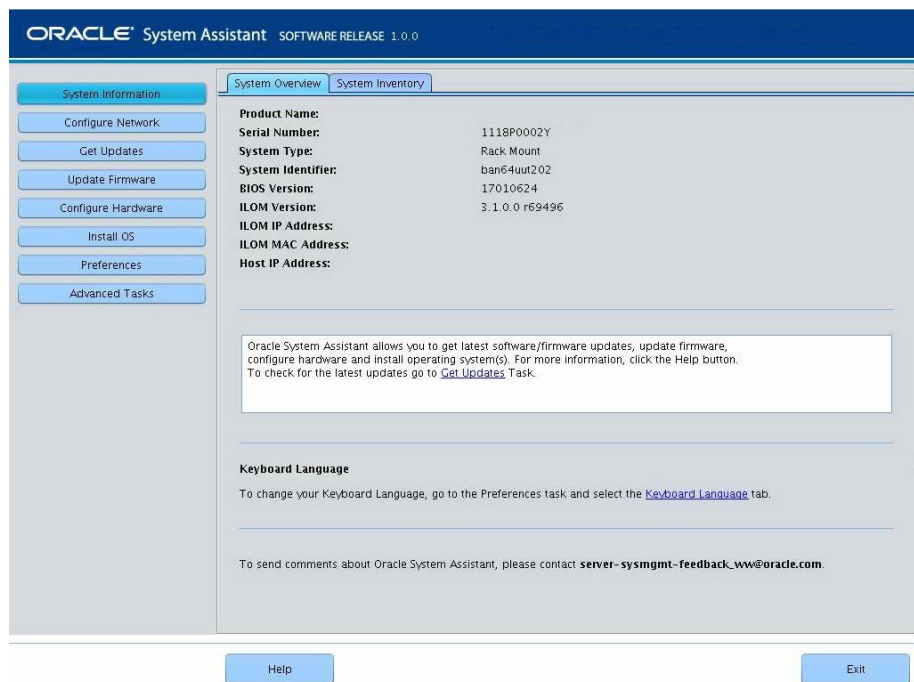 ORACLE® System Assistant SOFTWARE RELEASE 1.0.0
System Information
Configure Network
Get Updates
Update Firmware
Configure Hardware
Install OS
Preferences
Advanced Tasks
System Overview System Inventory
Product Name:
Serial Number: 1118P0002Y
System Type: Rack Mount
System Identifier: ban64uut202
BIOS Version: 17010624
ILOM Version: 3.1.0.0 r69496
ILOM IP Address:
ILOM MAC Address:
Host IP Address:
Oracle System Assistant allows you to get latest software/firmware updates, update firmware,
configure hardware and install operating system(s). For more information, click the Help button.
To check for the latest updates go to Get Updates Task.
Keyboard Language
To change your Keyboard Language, go to the Preferences task and select the Keyboard Language tab.
To send comments about Oracle System Assistant, please contact server-sysmgmt-feedback_ww@oracle.com.
Help Exit